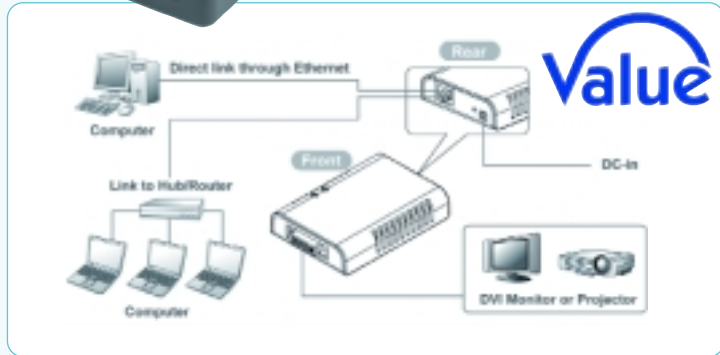 Rear
Value
Direct link through Ethernet
Computer
Front
DC-in
Link to Hub/Router
DVI Monitor or Projector
Computer